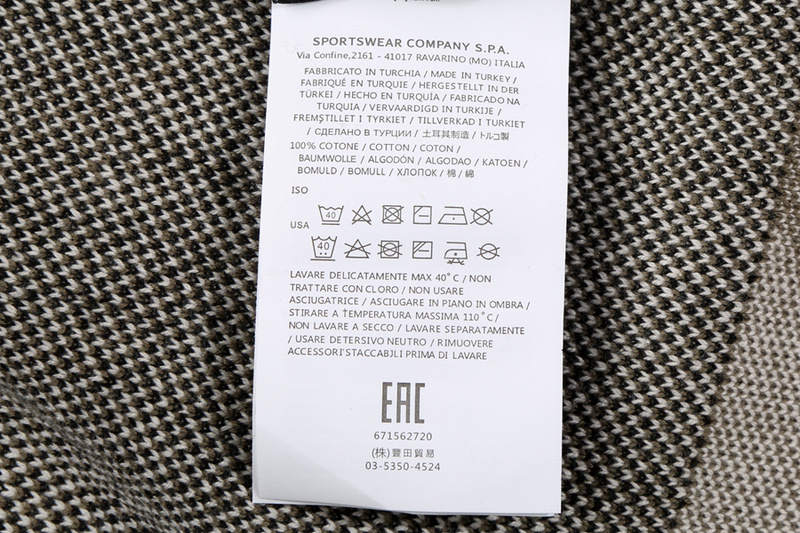 SPORTSWEAR COMPANY S.P.A.
Via Confine,2161 - 41017 RAVARINO (MO) ITALIA
FABBRICATO IN TURCHIA / MADE IN TURKEY /
FABRIQUÉ EN TURQUIE / HERGESTELLT IN DER
TÜRKEI / HECHO EN TURQUÍA / FABRICADO NA
TURQUIA / VERVAARDIGD IN TURKIJE /
FREMSTILLET I TYRKIET / TILLVERKAD I TURKIET
/ СДЕЛАНО В ТУРЦИИ / 土耳其制造 / トルコ製
100% COTONE / COTTON / COTON /
BAUMWOLLE / ALGODÓN / ALGODAO / KATOEN /
BOMULD / BOMULL / ХЛОПОК / 棉 / 綿
ISO
40
USA
40
LAVARE DELICATAMENTE MAX 40°C / NON
TRATTARE CON CLORO / NON USARE
ASCIUGATRICE / ASCIUGARE IN PIANO IN OMBRA /
STIRARE A TEMPERATURA MASSIMA 110°C /
NON LAVARE A SECCO / LAVARE SEPARATAMENTE
/ USARE DETERSIVO NEUTRO / RIMUOVERE
ACCESSORI STACCABILI PRIMA DI LAVARE
EAC
671562720
(株)豊田貿易
03-5350-4524